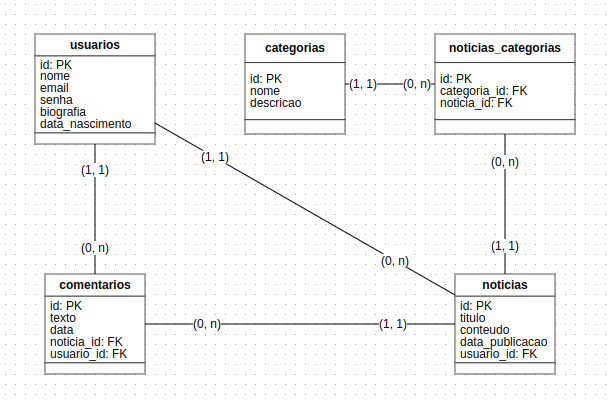 usuarios
id: PK
nome
email
senha
biografia
data_nascimento
categorias
id: PK
nome
descricao
(1, 1)
(0, n)
noticias_categorias
id: PK
categoria_id: FK
noticia_id: FK
(1, 1)
(0, n)
(1, 1)
(0, n)
(0, n)
(1, 1)
comentarios
id: PK
texto
data
noticia_id: FK
usuario_id: FK
(0, n)
(1, 1)
noticias
id: PK
titulo
conteudo
data_publicacao
usuario_id: FK